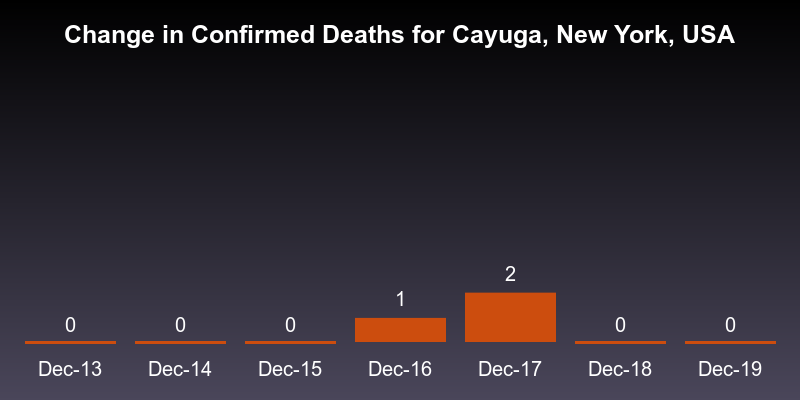 Change in Confirmed Deaths for Cayuga, New York, USA
2
1
0 0 0 0 0
Dec-13 Dec-14 Dec-15 Dec-16 Dec-17 Dec-18 Dec-19